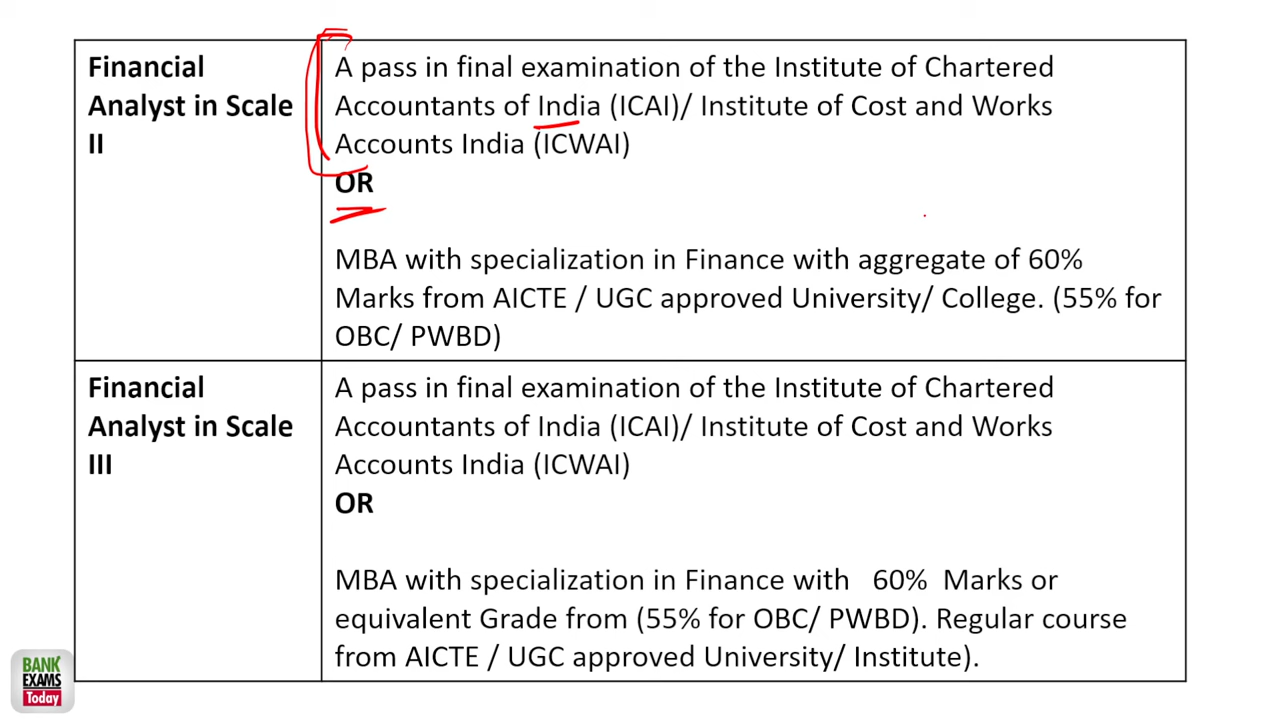 Financial
Analyst in Scale
II
A pass in final examination of the Institute of Chartered
Accountants of India (ICAI)/ Institute of Cost and Works
Accounts India (ICWAI)
OR
MBA with specialization in Finance with aggregate of 60%
Marks from AICTE / UGC approved University/ College. (55% for
OBC/ PWBD)
Financial
Analyst in Scale
III
A pass in final examination of the Institute of Chartered
Accountants of India (ICAI)/ Institute of Cost and Works
Accounts India (ICWAI)
OR
MBA with specialization in Finance with 60% Marks or
equivalent Grade from (55% for OBC/ PWBD). Regular course
from AICTE / UGC approved University/ Institute).
BANK
EXAMS
Today